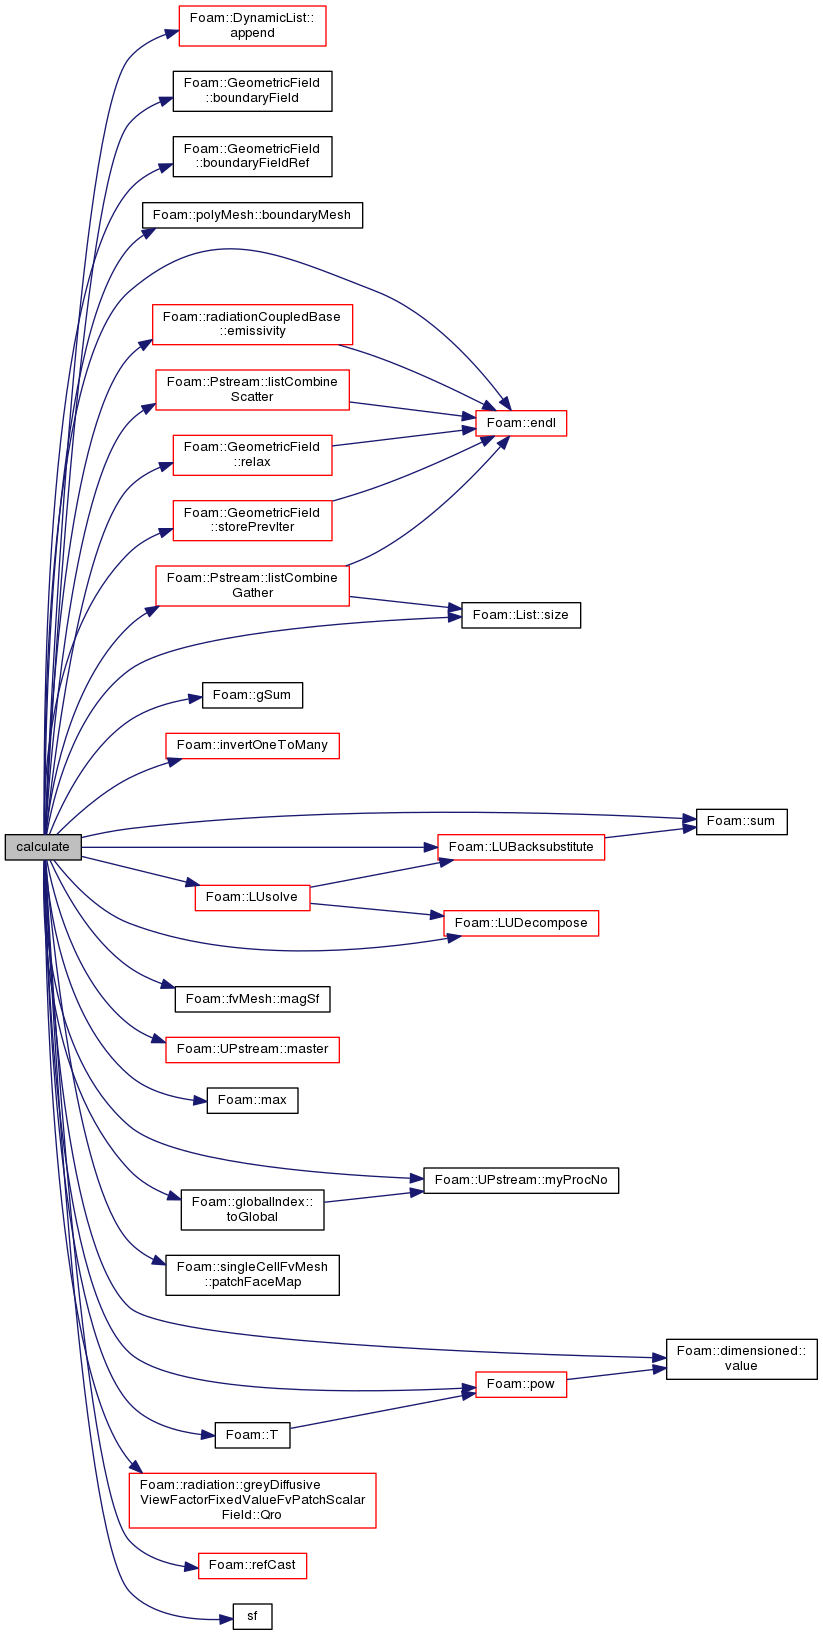 Foam::DynamicList::
append
Foam::GeometricField
::boundaryField
Foam::GeometricField
::boundaryFieldRef
Foam::polyMesh::boundaryMesh
Foam::radiationCoupledBase
::emissivity
Foam::Pstream::listCombine
Scatter
Foam::endl
Foam::GeometricField
::relax
Foam::GeometricField
::storePrevIter
Foam::Pstream::listCombine
Gather
Foam::List::size
Foam::gSum
Foam::invertOneToMany
Foam::sum
calculate
Foam::LUBacksubstitute
Foam::LUsolve
Foam::LUDecompose
Foam::fvMesh::magSf
Foam::UPstream::master
Foam::max
Foam::UPstream::myProcNo
Foam::globalIndex::
toGlobal
Foam::singleCellFvMesh
::patchFaceMap
Foam::dimensioned::
value
Foam::pow
Foam::T
Foam::radiation::greyDiffusive
ViewFactorFixedValueFvPatchScalar
Field::Qro
Foam::refCast
sf